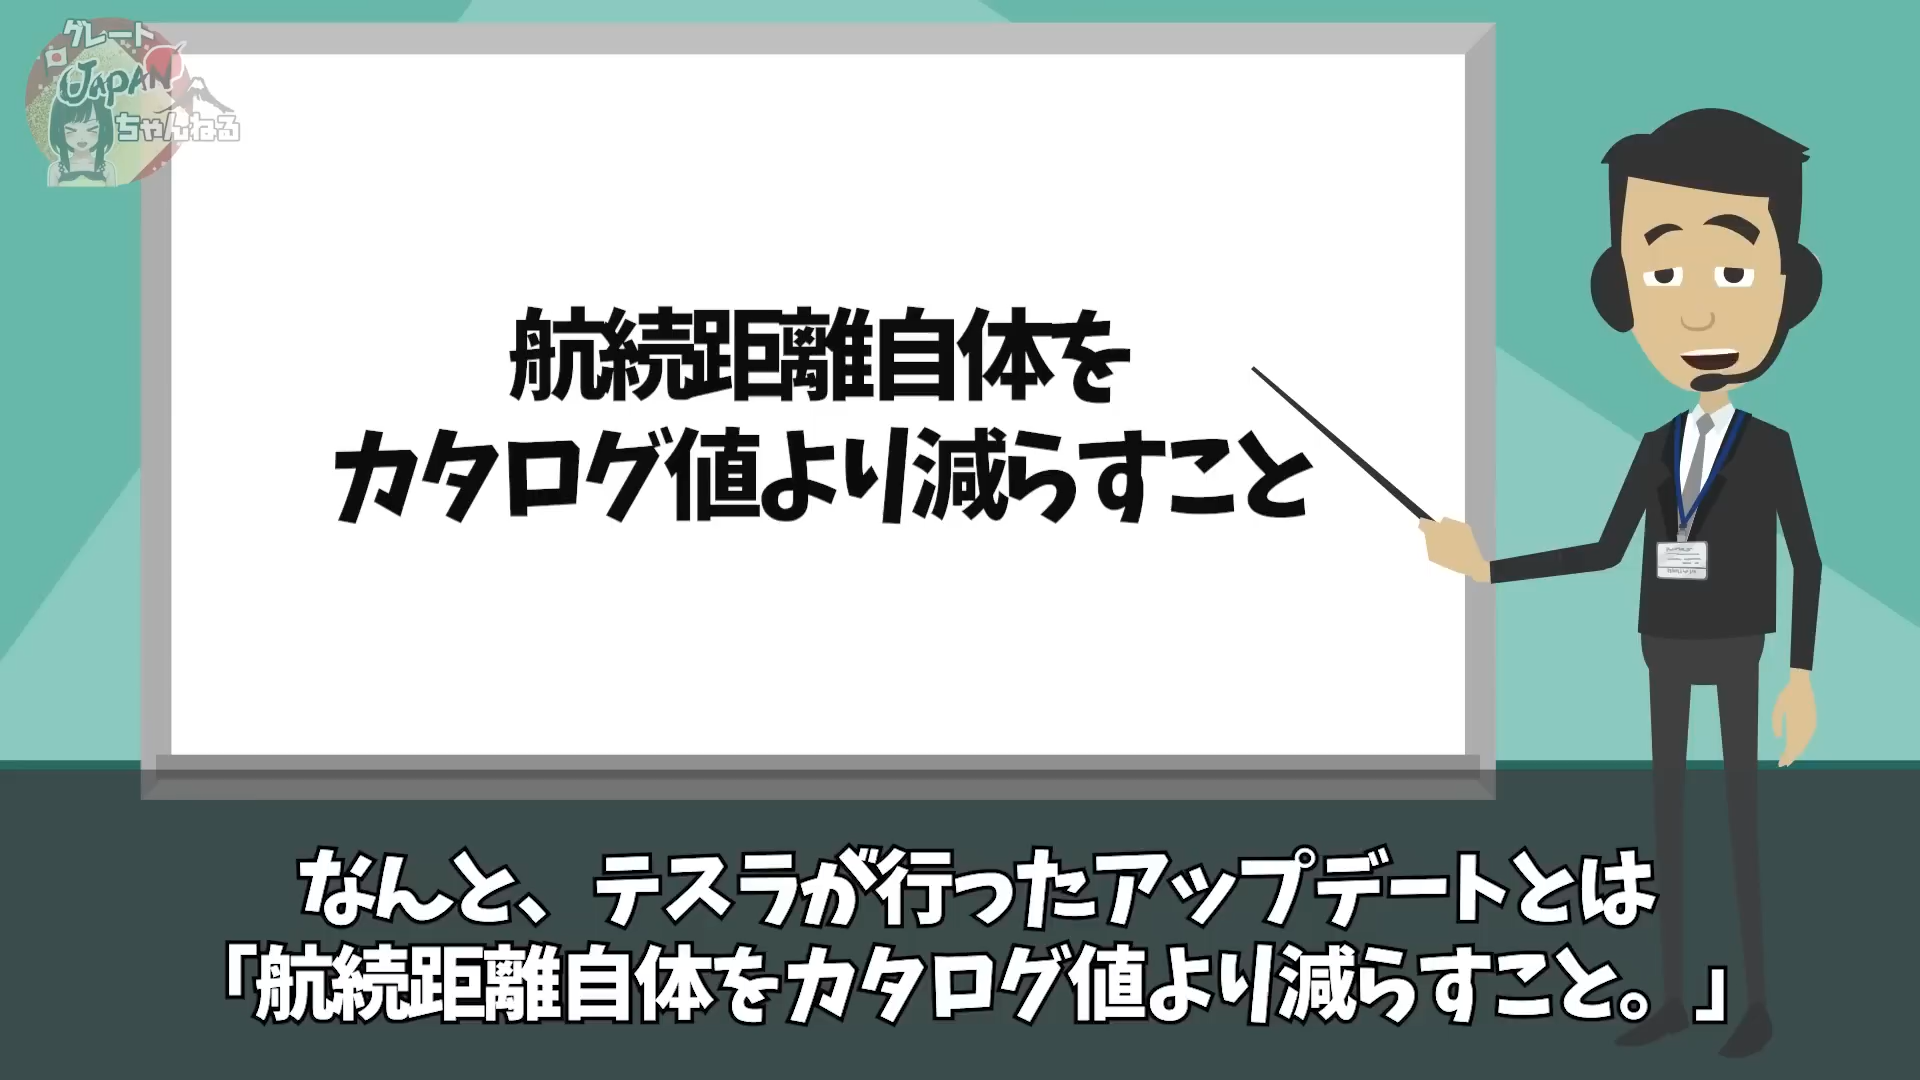 グレート
JAPAN
ちゃんねる
航続距離自体を
カタログ値より減らすこと
なんと、テスラが行ったアップデートとは
「航続距離自体をカタログ値より減らすこと。」